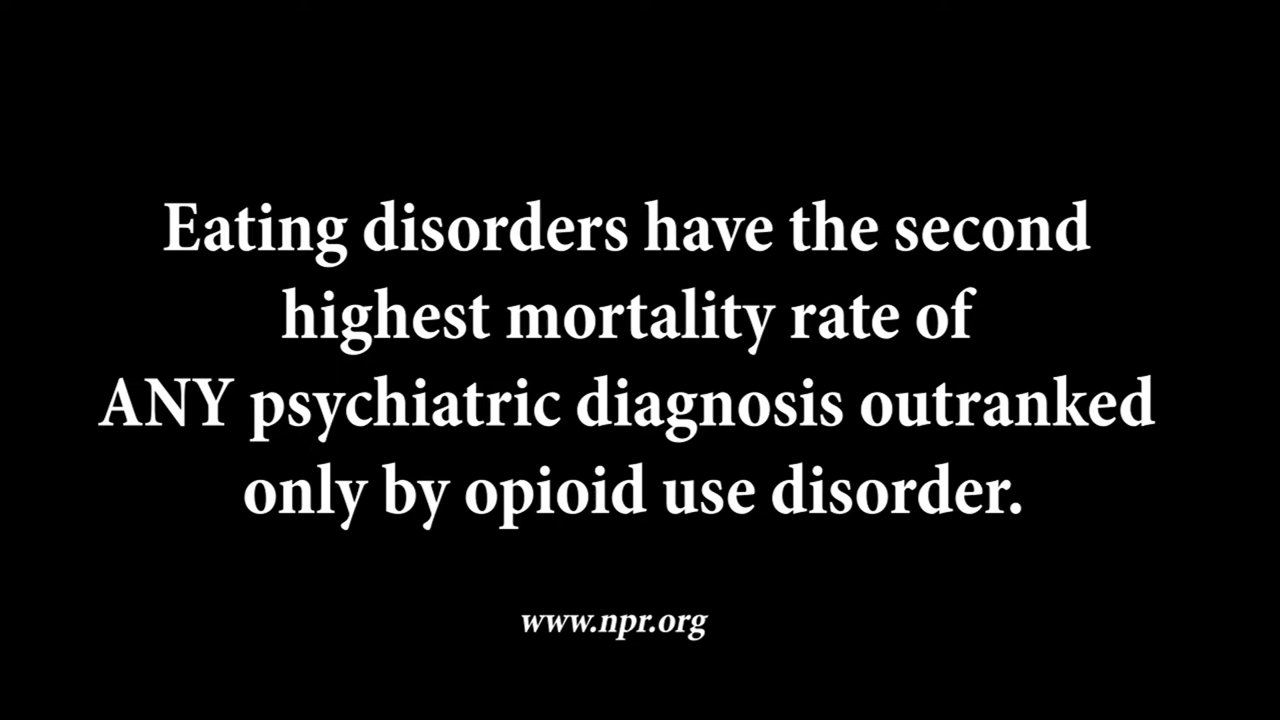 Eating disorders have the second
highest mortality rate of
ANY psychiatric diagnosis outranked
only by opioid use disorder.
www.npr.org